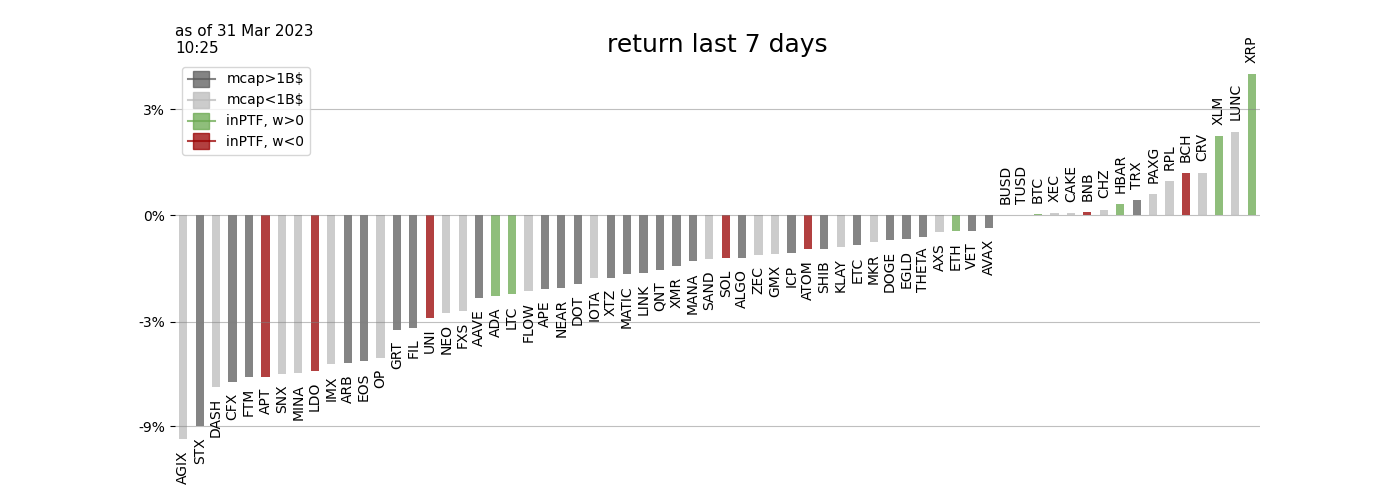 as of 31 Mar 2023
10:25
return last 7 days
mcap>1B$
mcap<1B$
inPTF, w>0
inPTF, w<0
3%
0%
-3%
-9%
AGIX
STX
DASH
CFX
FTM
APT
SNX
MINA
LDO
IMX
ARB
EOS
OP
GRT
FIL
UNI
NEO
FXS
AAVE
ADA
LTC
FLOW
APE
NEAR
DOT
IOTA
XTZ
MATIC
LINK
QNT
XMR
MANA
SAND
SOL
ALGO
ZEC
GMX
ICP
ATOM
SHIB
KLAY
ETC
MKR
DOGE
EGLD
THETA
AXS
ETH
VET
AVAX
BUSD
TUSD
BTC
XEC
CAKE
BNB
CHZ
HBAR
TRX
PAXG
RPL
BCH
CRV
XLM
LUNC
XRP